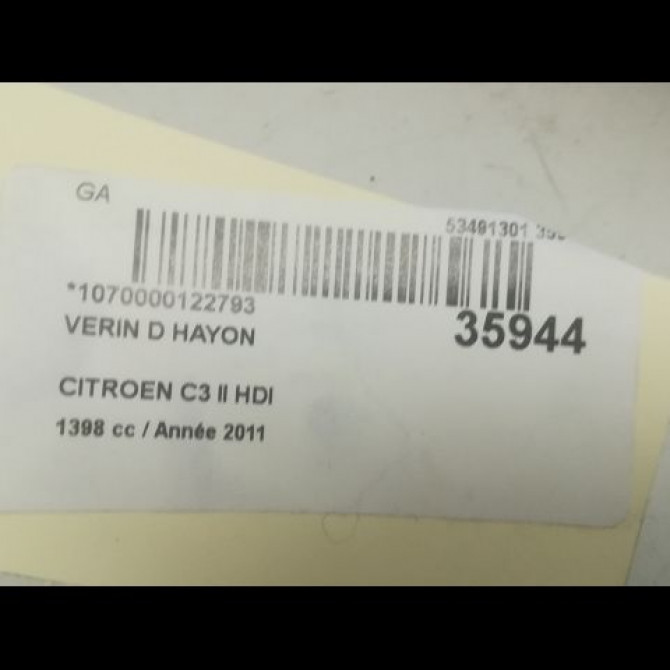 GA
53491301
*1070000122793
35944
VERIN D HAYON
CITROEN C3 II HDI
1398 cc / Année 2011